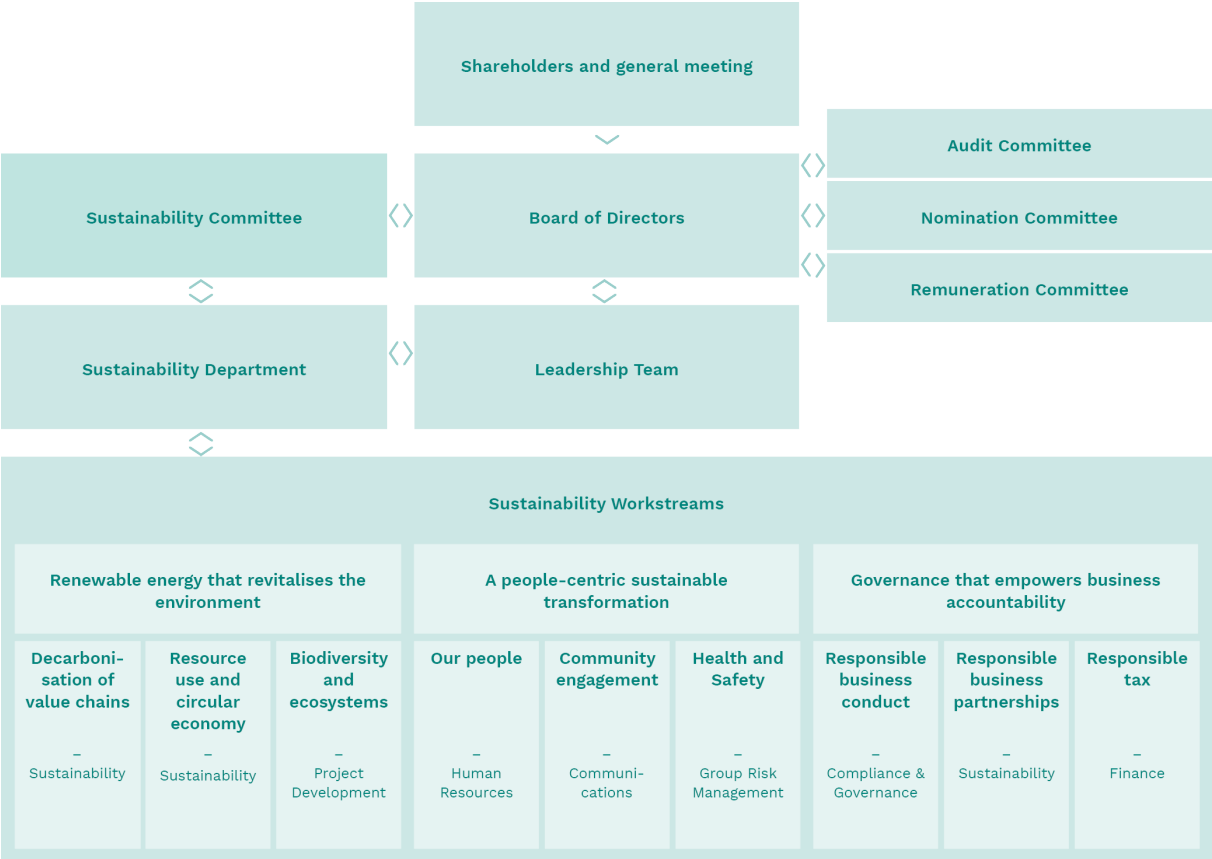 Shareholders and general meeting
Audit Committee
Sustainability Committee
Board of Directors
Nomination Committee
Remuneration Committee
Sustainability Department
Leadership Team
Sustainability Workstreams
Renewable energy that revitalises the
environment
A people-centric sustainable
transformation
Governance that empowers business
accountability
Decarboni-
sation of
value chains
–
Sustainability
Resource
use and
circular
economy
–
Sustainability
Biodiversity
and
ecosystems
–
Project
Development
Our people
–
Human
Resources
Community
engagement
–
Communi-
cations
Health and
Safety
–
Group Risk
Management
Responsible
business
conduct
–
Compliance &
Governance
Responsible
business
partnerships
–
Sustainability
Responsible
tax
–
Finance